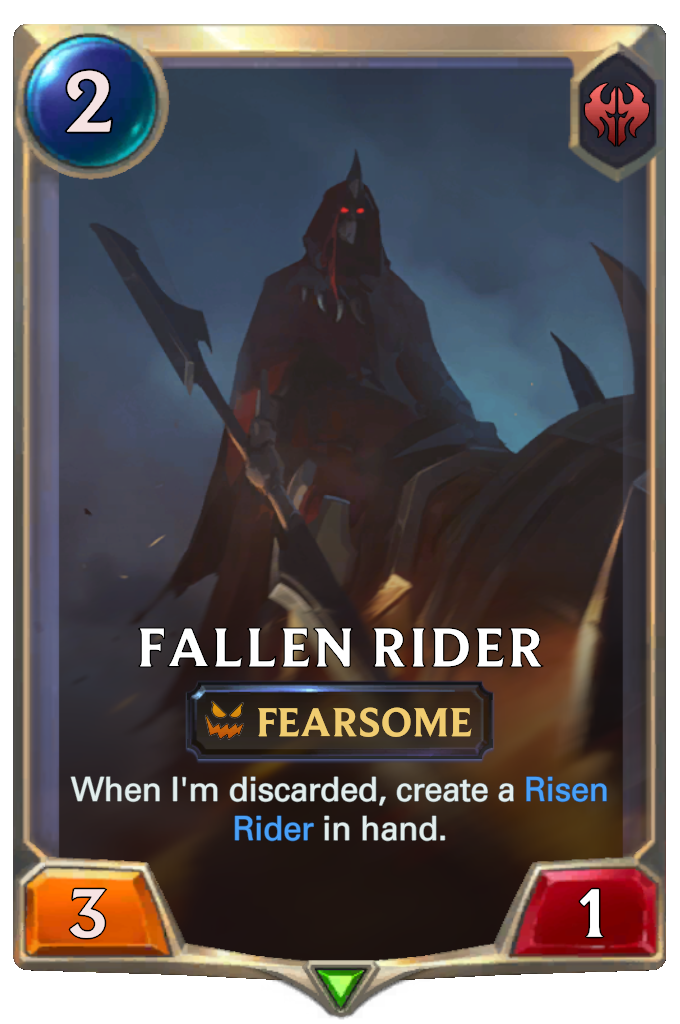 2
FALLEN RIDER
FEARSOME
When I'm discarded, create a Risen
Rider in hand.
3
1